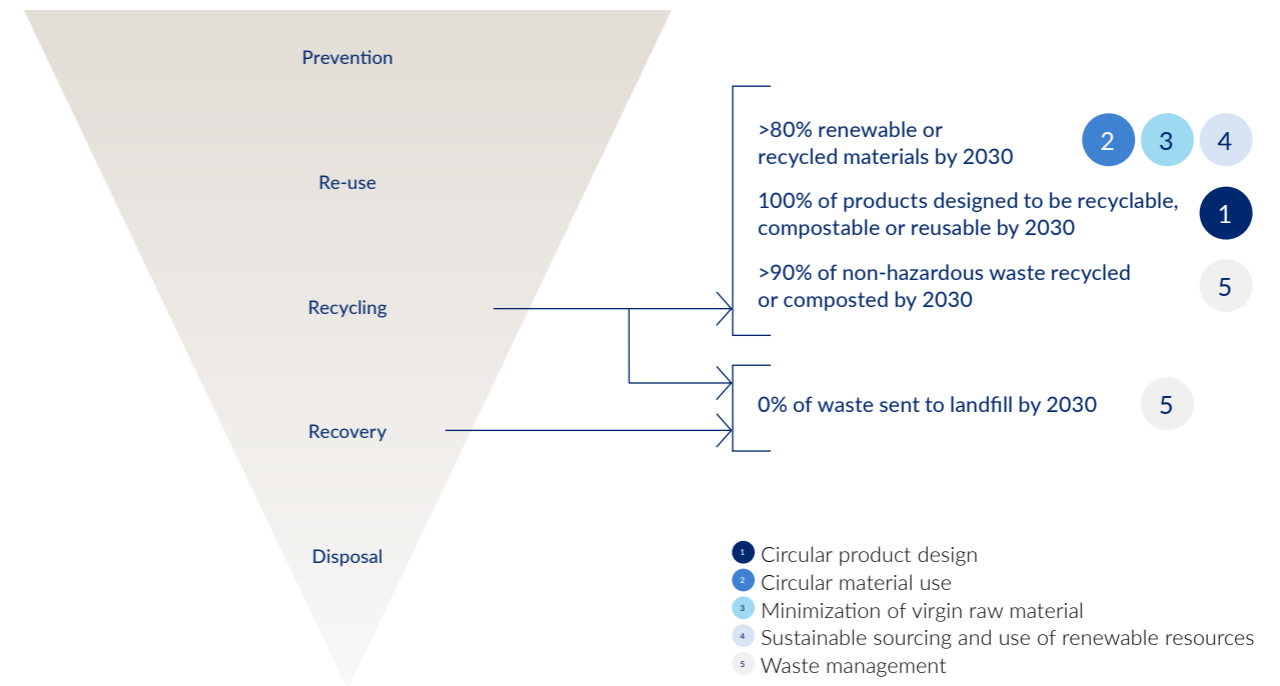 Prevention
Re-use
Recycling
Recovery
Disposal
>80% renewable or
recycled materials by 2030
2 3 4
100% of products designed to be recyclable,
compostable or reusable by 2030
1
>90% of non-hazardous waste recycled
or composted by 2030
5
0% of waste sent to landfill by 2030
5
1 Circular product design
2 Circular material use
3 Minimization of virgin raw material
4 Sustainable sourcing and use of renewable resources
5 Waste management